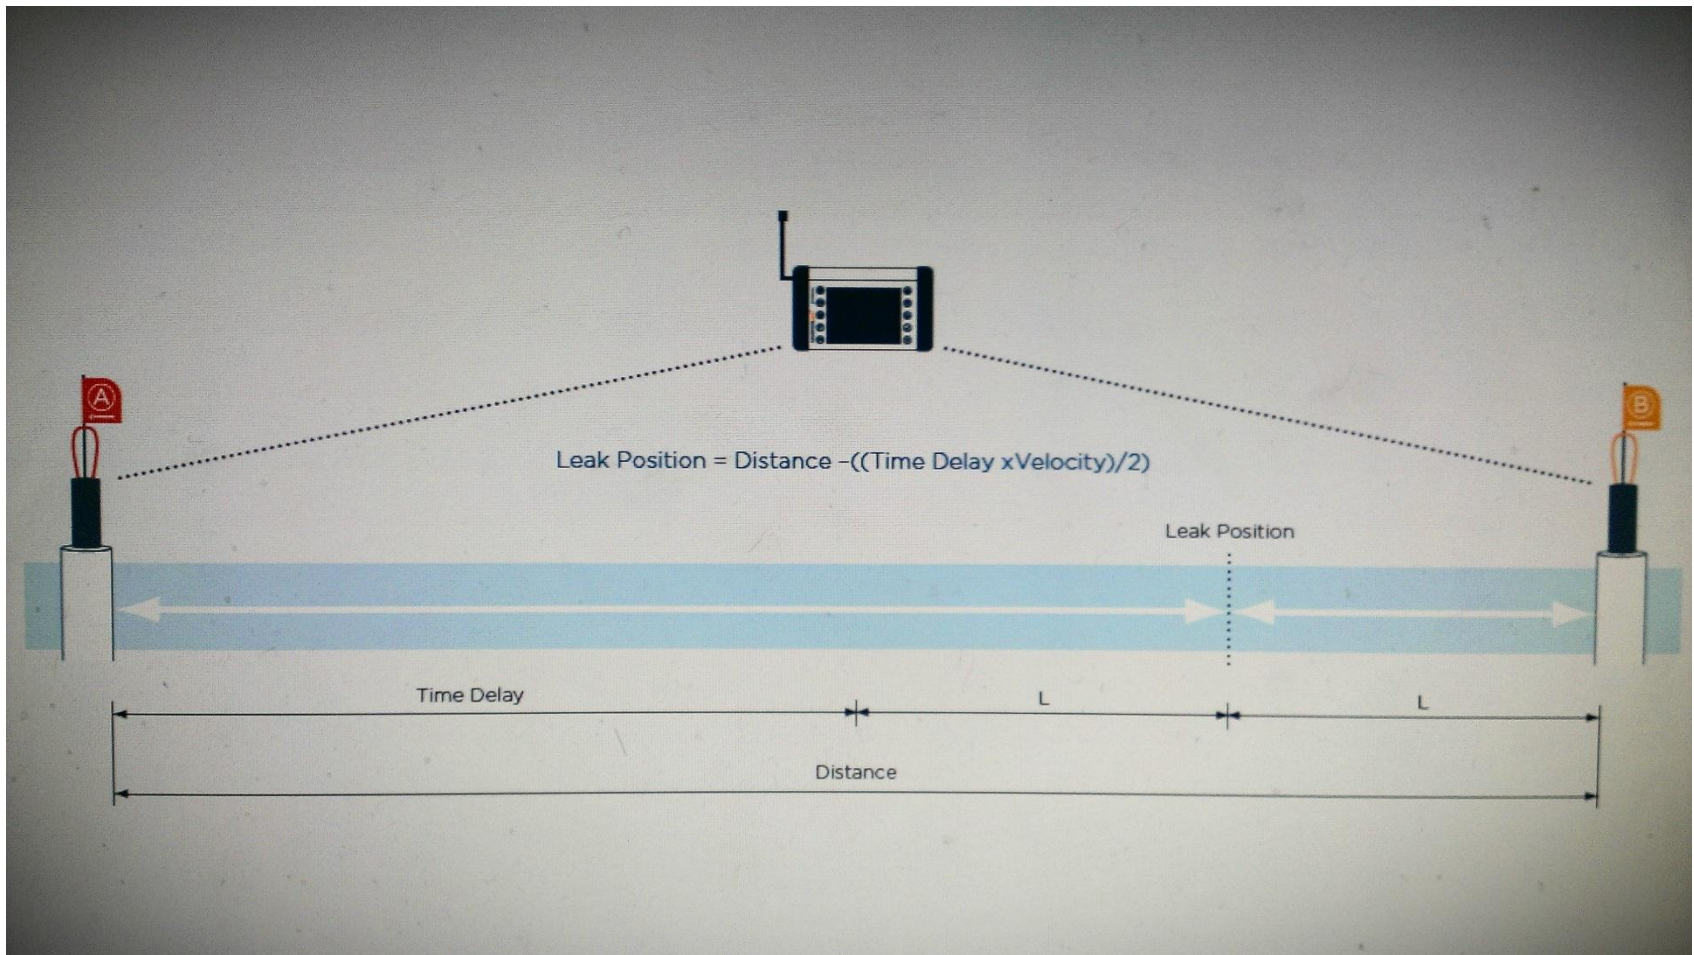 A
B
Leak Position = Distance -((Time Delay xVelocity)/2)
Leak Position
Time Delay
L
L
Distance